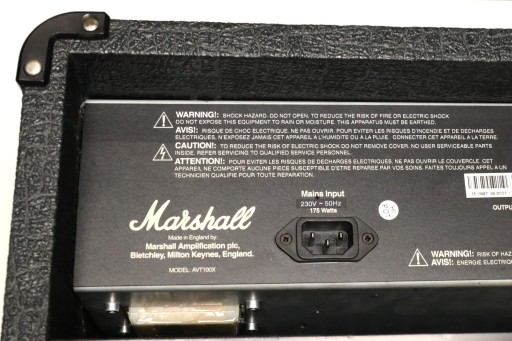 WARNING!: SHOCK HAZARD. DO NOT OPEN. TO REDUCE THE RISK OF FIRE OR ELECTRIC SHOCK
DO NOT EXPOSE THIS EQUIPMENT TO RAIN OR MOISTURE. THIS APPARATUS MUST BE EARTHED.
AVIS!: RISQUE DE CHOC ELECTRIQUE. NE PAS OUVRIR. POUR EVITER LES RISQUES D'INCENDIE ET DE DECHARGES
ELECTRIQUES, N'EXPOSEZ JAMAIS CET APPAREIL A L'HUMIDITE OU A LA PLUIE. CONNECTER CET APPAREIL A LA TERRE.
CAUTION!: TO REDUCE THE RISK OF ELECTRIC SHOCK DO NOT REMOVE COVER. NO USER SERVICEABLE PARTS
INSIDE. REFER SERVICING TO QUALIFIED SERVICE PERSONNEL.
ATTENTION!: POUR EVITER LES RISQUES DE DECHARGES ELECTRIQUES, NE PAS OUVRIR LE COUVERCLE. CET
APPAREIL NE COMPORTE AUCUNE PIECE SUSCEPTIBLE D'ETRE REPAREE PAR VOS SOINS. FAITES TOUJOURS APPEL A UN
TECHNICIEN QUALIFIE POUR TOUTE REPARATION.
Mains Input
230V ~ 50Hz
175 Watts
OUTPU
Marshall
Made in England by
Marshall Amplification plc,
Bletchley, Milton Keynes, England.
MODEL: AVT100X
WARNING!: RISK OF HAZ
AVIS!: ENERGIE ELECTRI